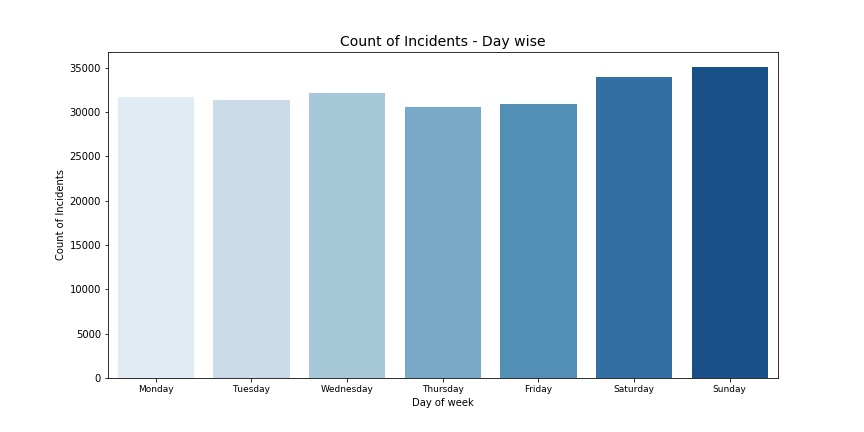 Count of Incidents - Day wise
Count of Incidents
35000
30000
25000
20000
15000
10000
5000
0
Monday Tuesday Wednesday Thursday Friday Saturday Sunday
Day of week